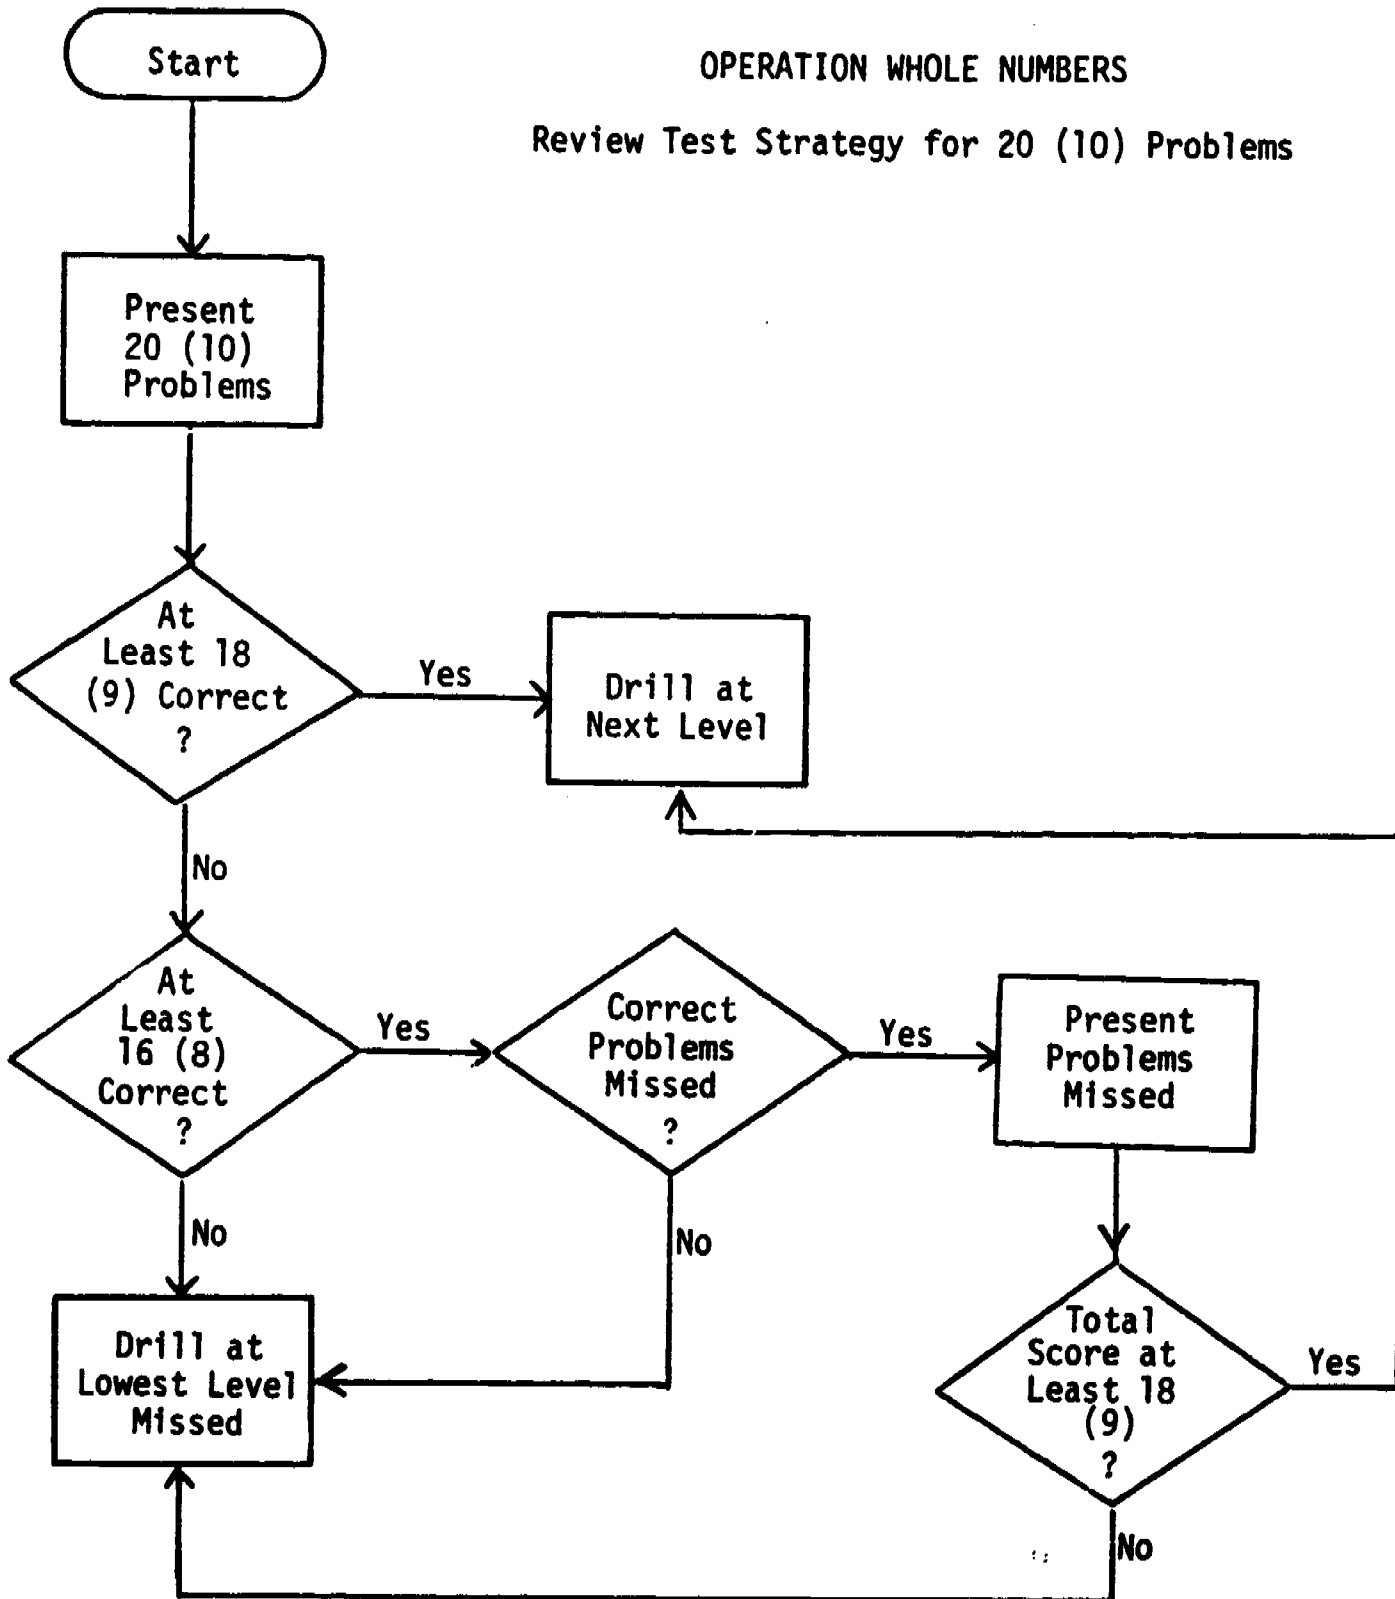 Start
OPERATION WHOLE NUMBERS
Review Test Strategy for 20 (10) Problems
Present
20 (10)
Problems
At
Least 18
(9) Correct
?
Yes
Drill at
Next Level
No
At
Least
16 (8)
Correct
?
Yes
Correct
Problems
Missed
?
Yes
Present
Problems
Missed
No
No
Drill at
Lowest Level
Missed
Total
Score at
Least 18
(9)
?
Yes
No